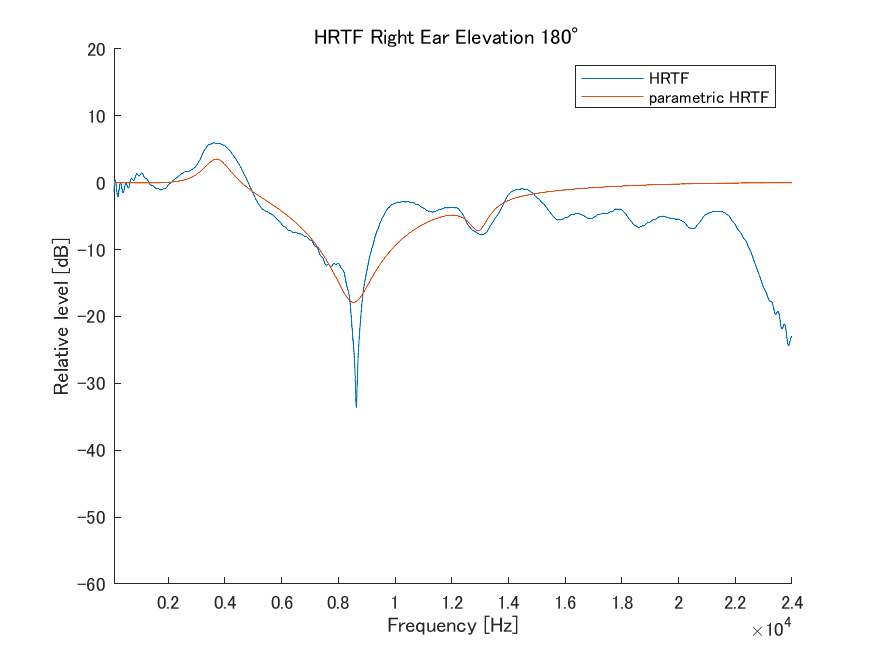 HRTF Right Ear Elevation 180°
HRTF
parametric HRTF
20
10
0
−10
−20
−30
−40
−50
−60
Relative level [dB]
0.2 0.4 0.6 0.8 1 1.2 1.4 1.6 1.8 2 2.2 2.4
Frequency [Hz]
×10⁴